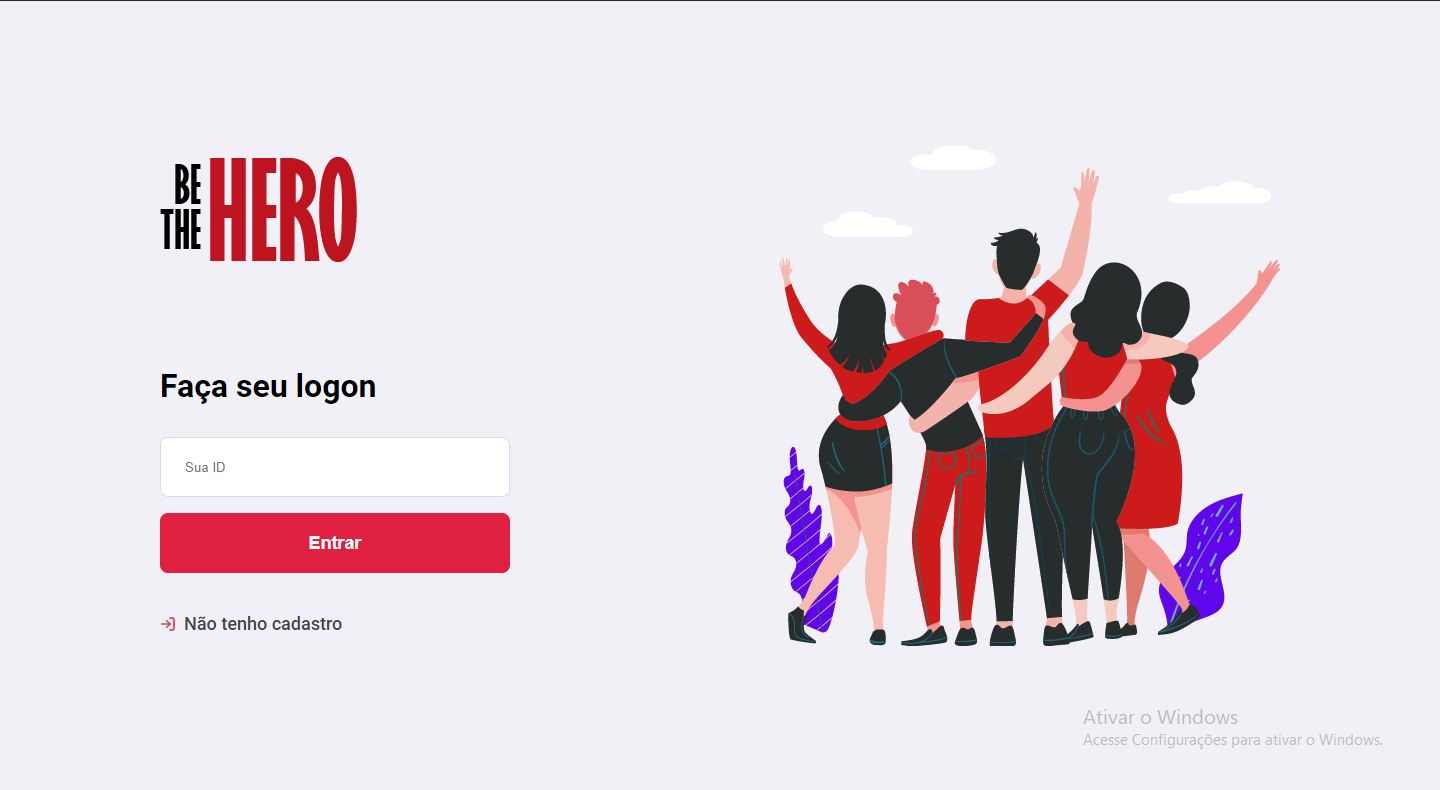 BE
THE HERO
Faça seu logon
Sua ID
Entrar
Não tenho cadastro
Ativar o Windows
Acesse Configurações para ativar o Windows.